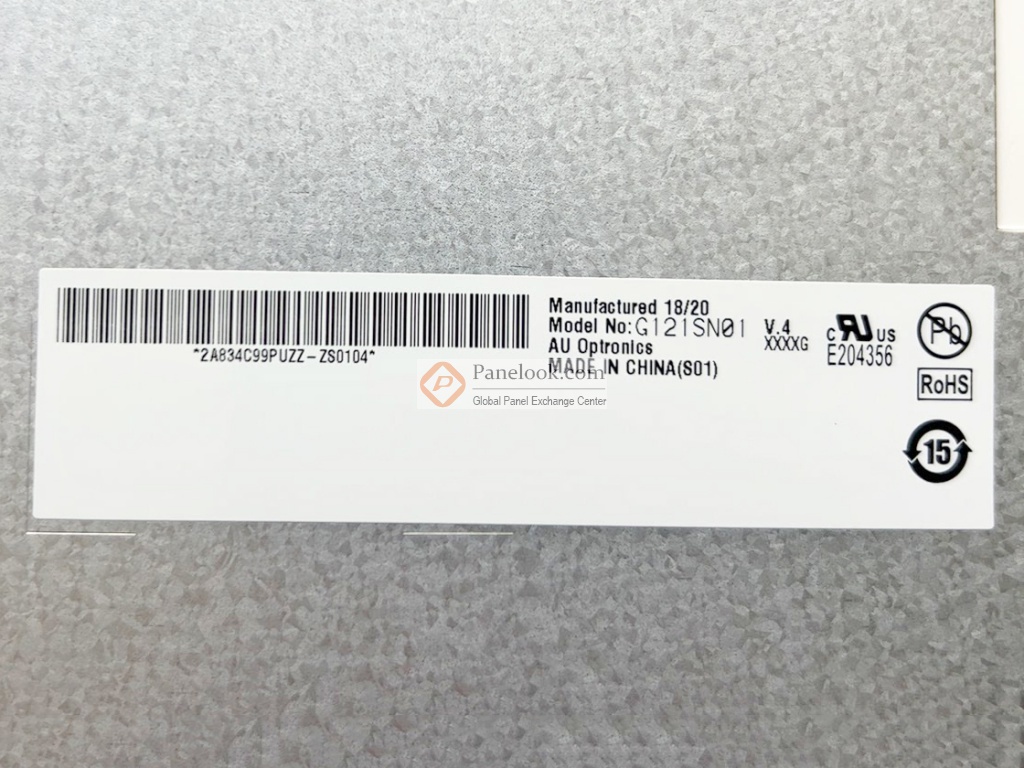 *2A834C99PUZZ-ZS0104*
Manufactured 18/20
Model No:G121SN01 V.4
XXXXG
AU Optronics
MADE IN CHINA(S01)
c RU US
E204356
Pb
RoHS
15
Panelook.com
Global Panel Exchange Center